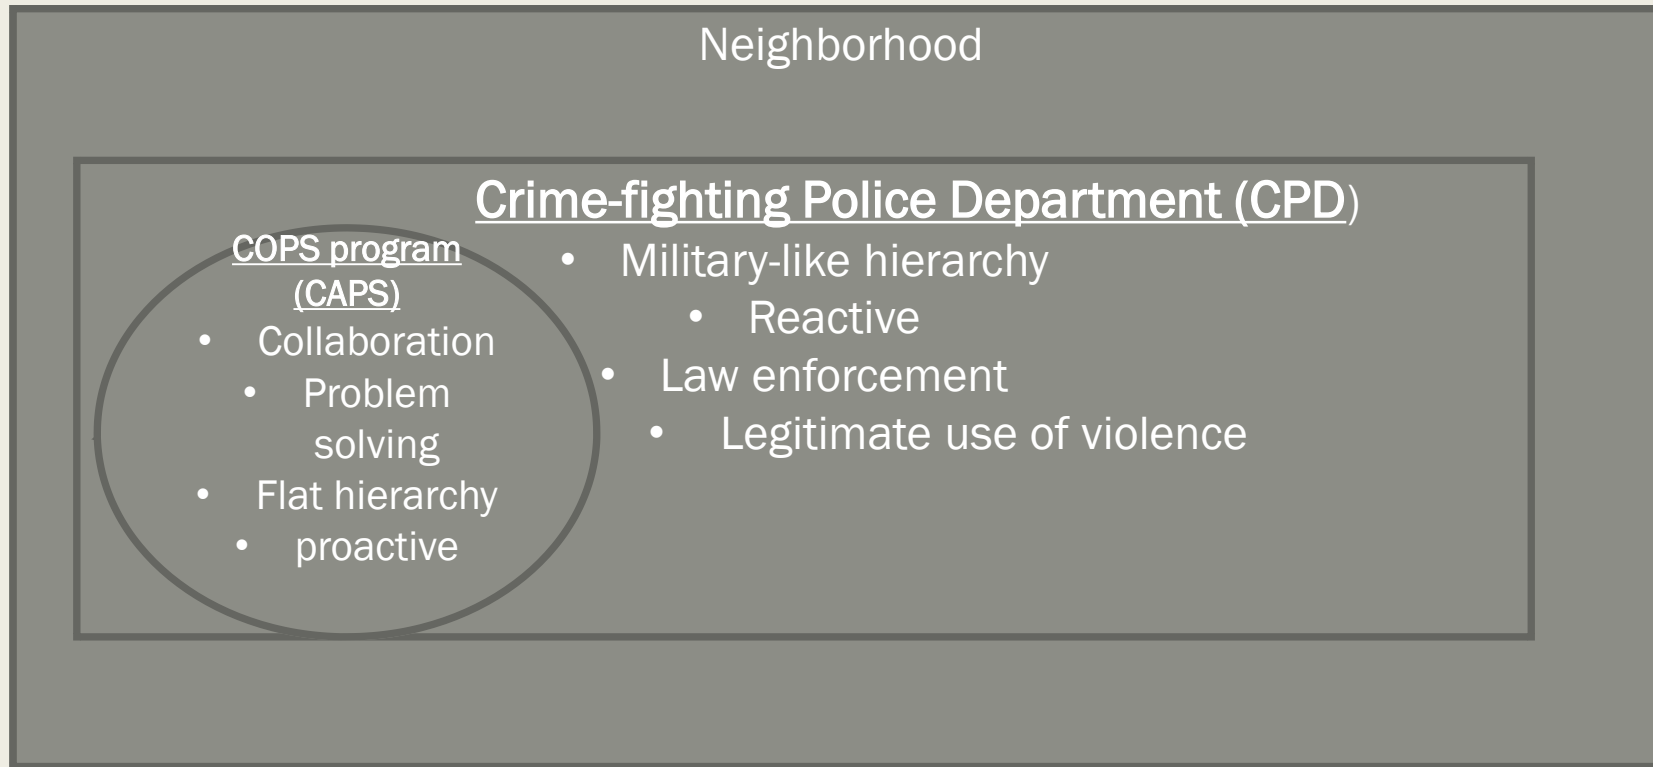 Neighborhood
Crime-fighting Police Department (CPD)
• Military-like hierarchy
• Reactive
• Law enforcement
• Legitimate use of violence
COPS program
(CAPS)
• Collaboration
• Problem
solving
• Flat hierarchy
• proactive